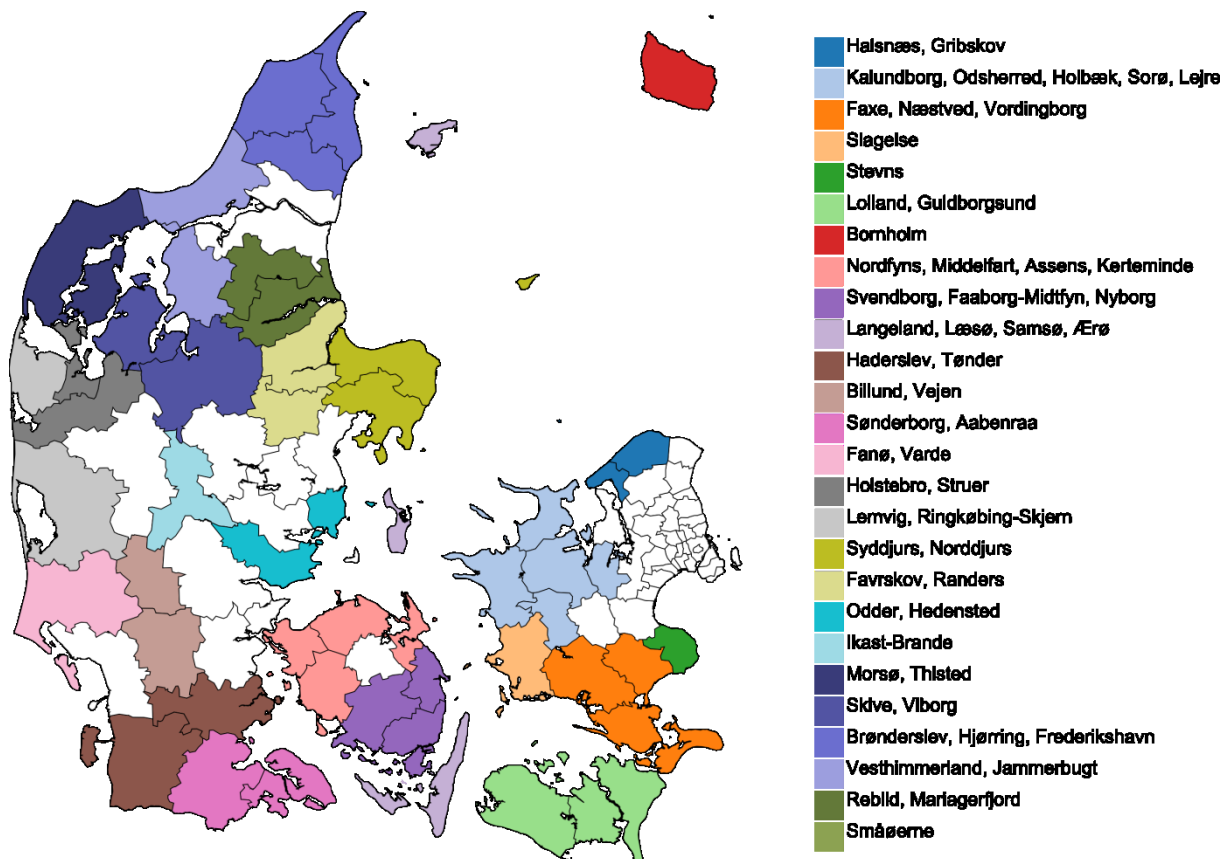 Halsnæs, Gribskov
Kalundborg, Odsherred, Holbæk, Sorø, Lejre
Faxe, Næstved, Vordingborg
Slagelse
Stevns
Lolland, Guldborgsund
Bornholm
Nordfyns, Middelfart, Assens, Kerteminde
Svendborg, Faaborg-Midtfyn, Nyborg
Langeland, Læsø, Samsø, Ærø
Haderslev, Tønder
Billund, Vejen
Sønderborg, Aabenraa
Fanø, Varde
Holstebro, Struer
Lemvig, Ringkøbing-Skjern
Syddjurs, Norddjurs
Favrskov, Randers
Odder, Hedensted
Ikast-Brande
Morsø, Thisted
Skive, Viborg
Brønderslev, Hjørring, Frederikshavn
Vesthimmerland, Jammerbugt
Rebild, Mariagerfjord
Småøerne